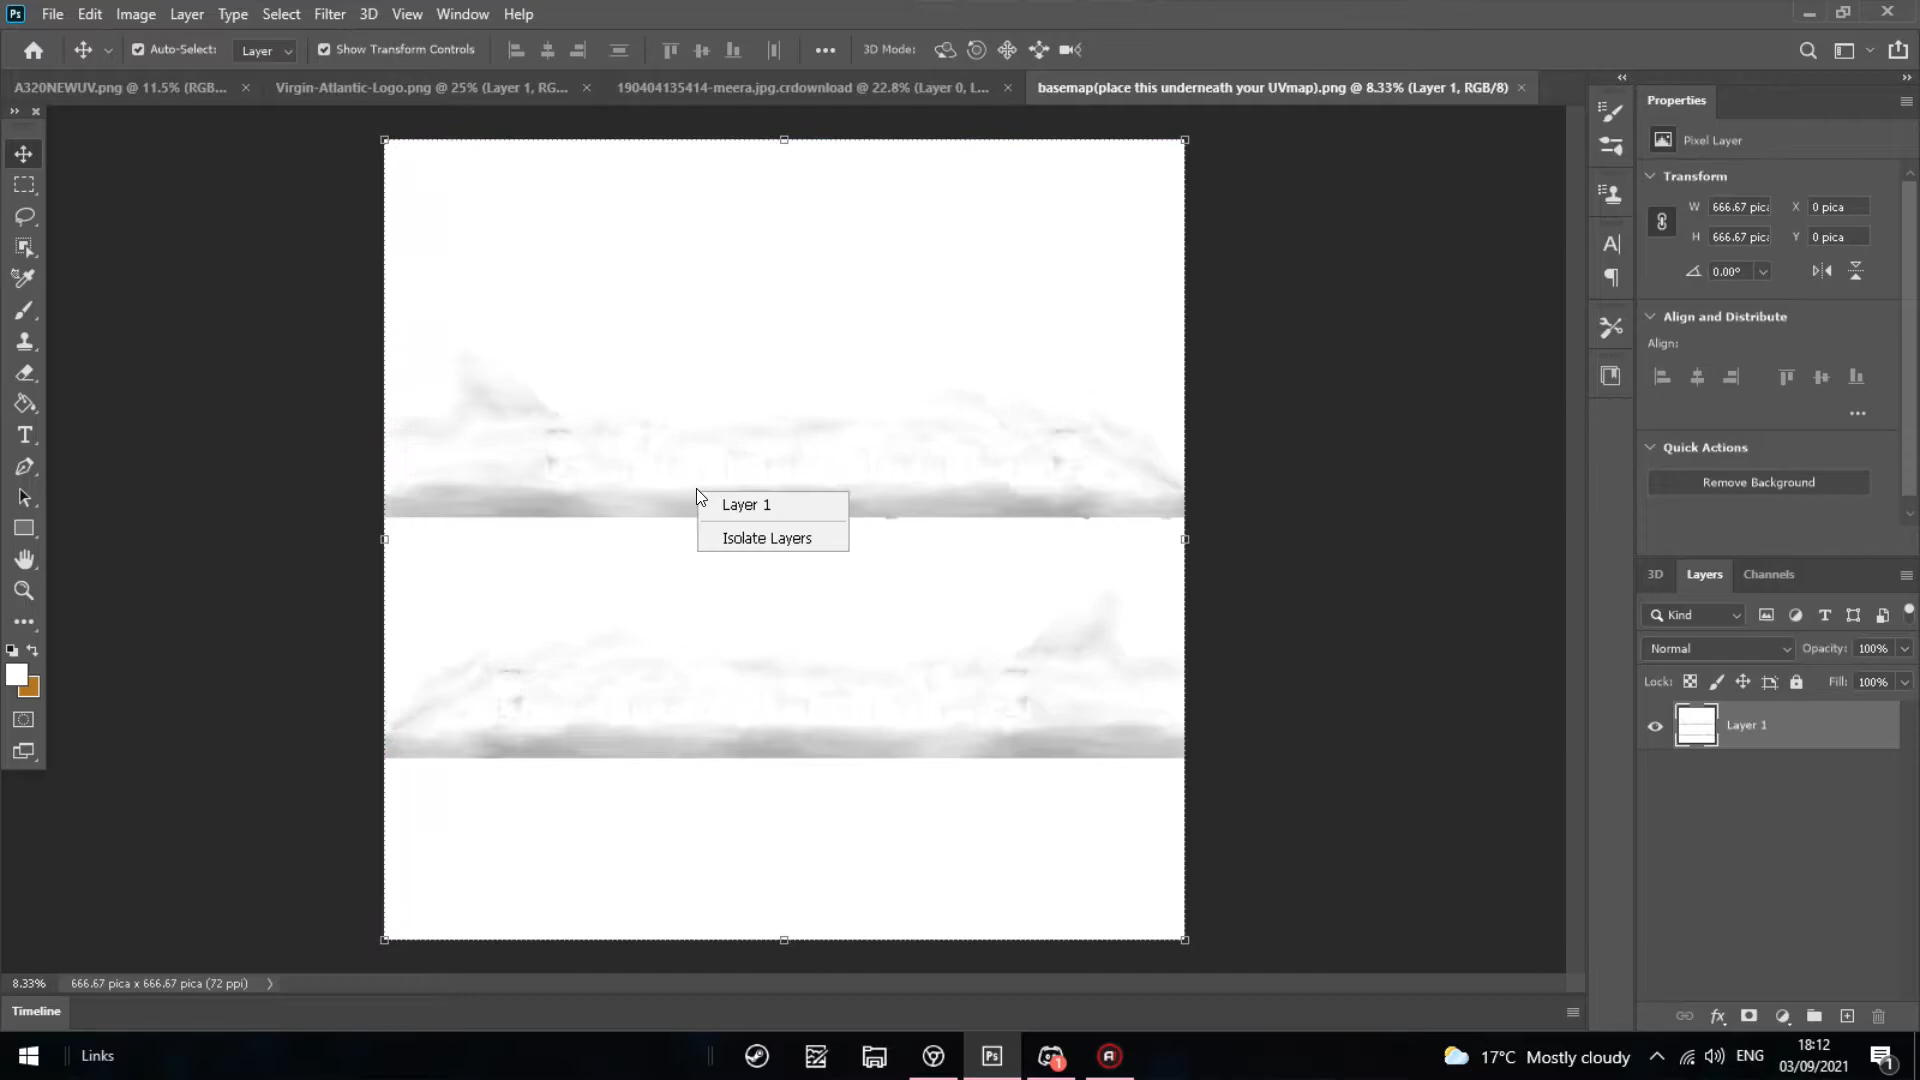 Ps File Edit Image Layer Type Select Filter 3D View Window Help
Auto-Select: Layer Show Transform Controls 3D Mode:
A320NEWUV.png @ 11.5% (RGB... Virgin-Atlantic-Logo.png @ 25% (Layer 1, RG... 190404135414-meera.jpg.crdownload @ 22.8% (Layer 0, L... basemap(place this underneath your UVmap).png @ 8.33% (Layer 1, RGB/8)
Properties
Pixel Layer
Transform
W 666.67 pica X 0 pica
H 666.67 pica Y 0 pica
0.00°
Align and Distribute
Align:
Quick Actions
Remove Background
Layer 1
Isolate Layers
3D Layers Channels
Kind
Normal Opacity: 100%
Lock: Fill: 100%
Layer 1
8.33% 666.67 pica x 666.67 pica (72 ppi)
Timeline
Links Ps 1 17°C Mostly cloudy ENG 18:12
03/09/2021 1